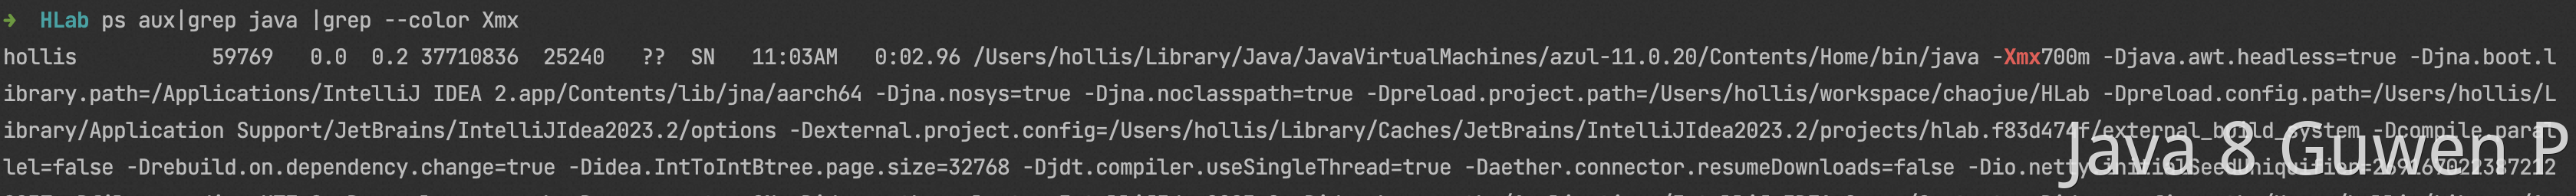 → HLab ps aux|grep java |grep --color Xmx
hollis 59769 0.0 0.2 37710836 25240 ?? SN 11:03AM 0:02.96 /Users/hollis/Library/Java/JavaVirtualMachines/azul-11.0.20/Contents/Home/bin/java -Xmx700m -Djava.awt.headless=true -Djna.boot.l
ibrary.path=/Applications/IntelliJ IDEA 2.app/Contents/lib/jna/aarch64 -Djna.nosys=true -Djna.noclasspath=true -Dpreload.project.path=/Users/hollis/workspace/chaojue/HLab -Dpreload.config.path=/Users/hollis/L
ibrary/Application Support/JetBrains/IntelliJIdea2023.2/options -Dexternal.project.config=/Users/hollis/Library/Caches/JetBrains/IntelliJIdea2023.2/projects/hlab.f83d474f/external_build_system -Dcompile.paral
lel=false -Drebuild.on.dependency.change=true -Didea.IntToIntBtree.page.size=32768 -Djdt.compiler.useSingleThread=true -Daether.connector.resumeDownloads=false
Java 8 Guwen P